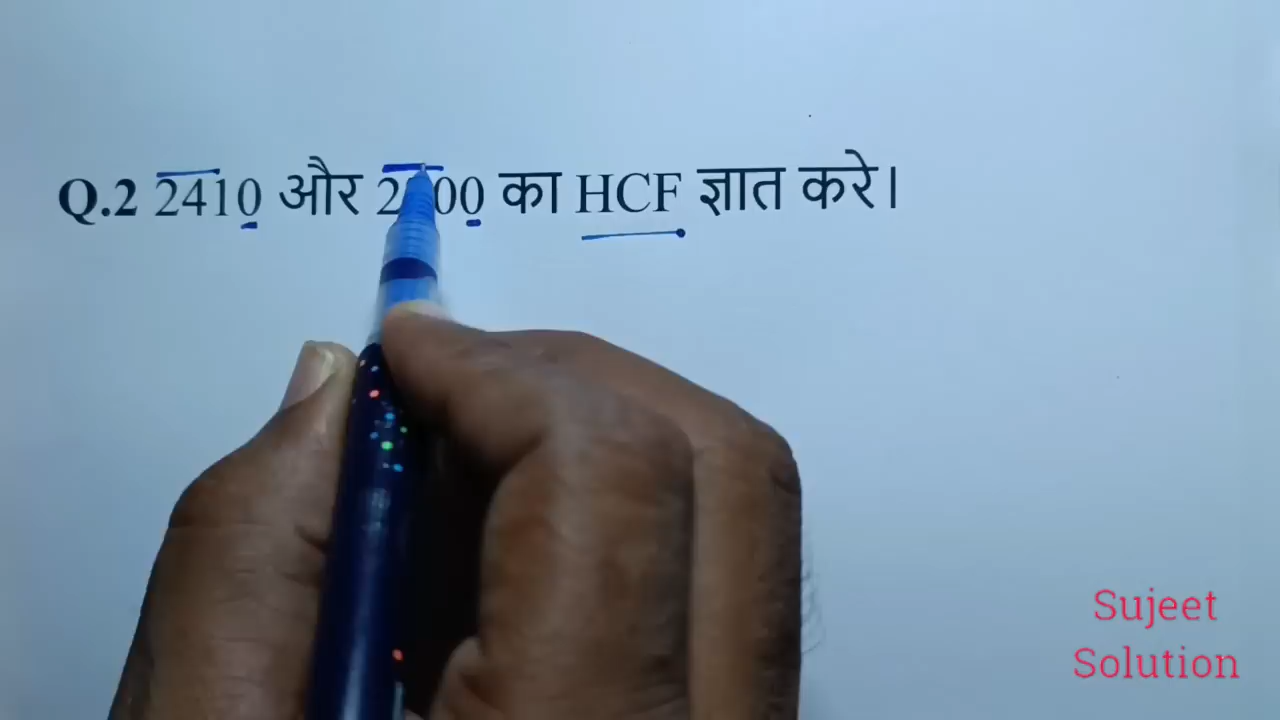 Q.2 2410 और का HCF ज्ञात करे।
Sujeet
Solution